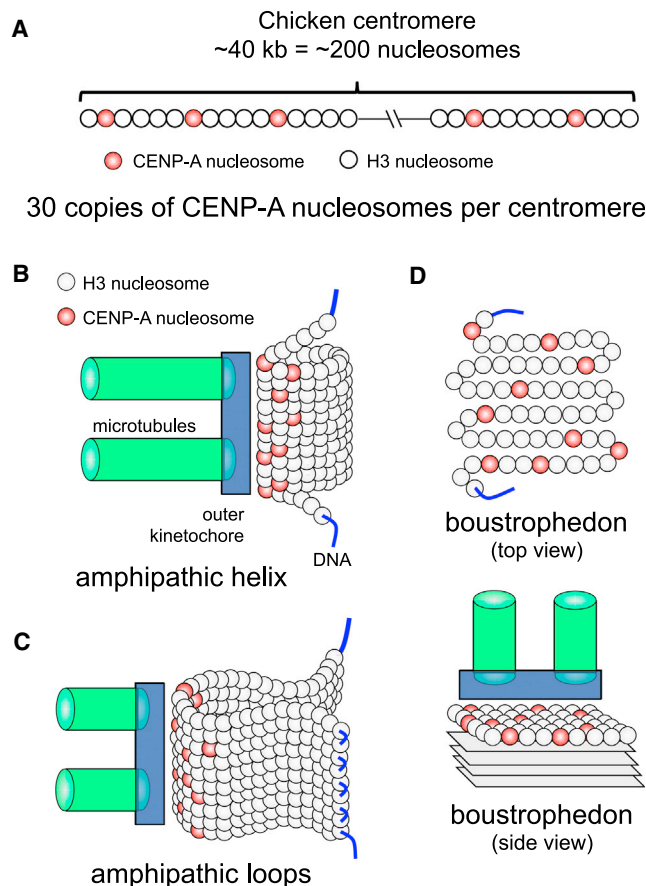 A
Chicken centromere
~40 kb = ~200 nucleosomes
CENP-A nucleosome
H3 nucleosome
30 copies of CENP-A nucleosomes per centromere
B
H3 nucleosome
CENP-A nucleosome
microtubules
outer
kinetochore
DNA
amphipathic helix
C
amphipathic loops
D
boustrophedon
(top view)
boustrophedon
(side view)